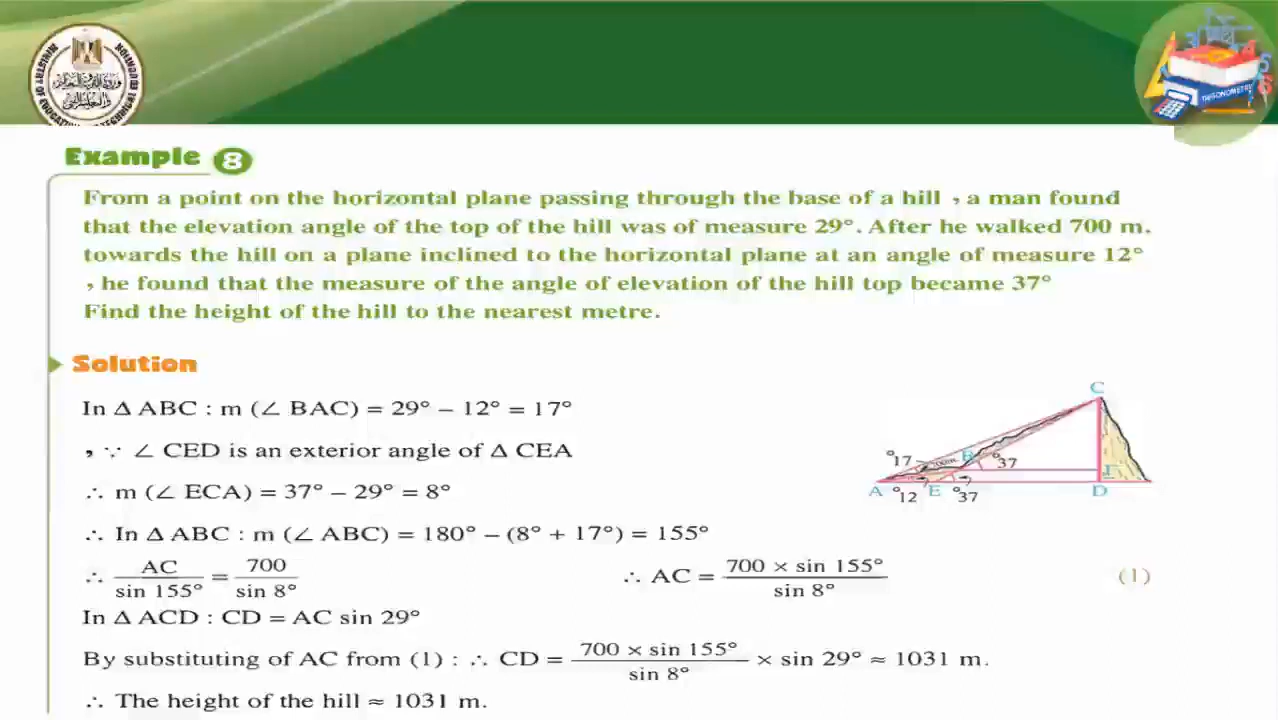 Example 8
From a point on the horizontal plane passing through the base of a hill , a man found
that the elevation angle of the top of the hill was of measure 29°. After he walked 700 m.
towards the hill on a plane inclined to the horizontal plane at an angle of measure 12°
, he found that the measure of the angle of elevation of the hill top became 37°
Find the height of the hill to the nearest metre.
Solution
In Δ ABC : m (∠ BAC) = 29° – 12° = 17°
, ∵ ∠ CED is an exterior angle of Δ CEA
∴ m (∠ ECA) = 37° – 29° = 8°
∴ In Δ ABC : m (∠ ABC) = 180° – (8° + 17°) = 155°
∴ AC / sin 155° = 700 / sin 8° ∴ AC = 700 × sin 155° / sin 8° (1)
In Δ ACD : CD = AC sin 29°
By substituting of AC from (1) : ∴ CD = 700 × sin 155° / sin 8° × sin 29° ≈ 1031 m.
∴ The height of the hill ≈ 1031 m.
C
°17
B
°37
A
°12
E
°37
D
TRIGONOMETRY